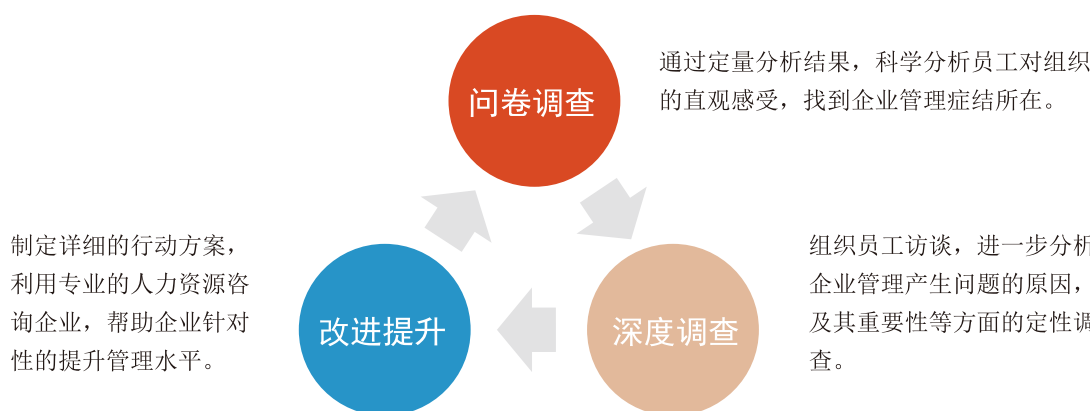 问卷调查
通过定量分析结果，科学分析员工对组织
的直观感受，找到企业管理症结所在。
制定详细的行动方案，
利用专业的人力资源咨
询企业，帮助企业针对
性的提升管理水平。
改进提升
深度调查
组织员工访谈，进一步分析
企业管理产生问题的原因，
及其重要性等方面的定性调
查。